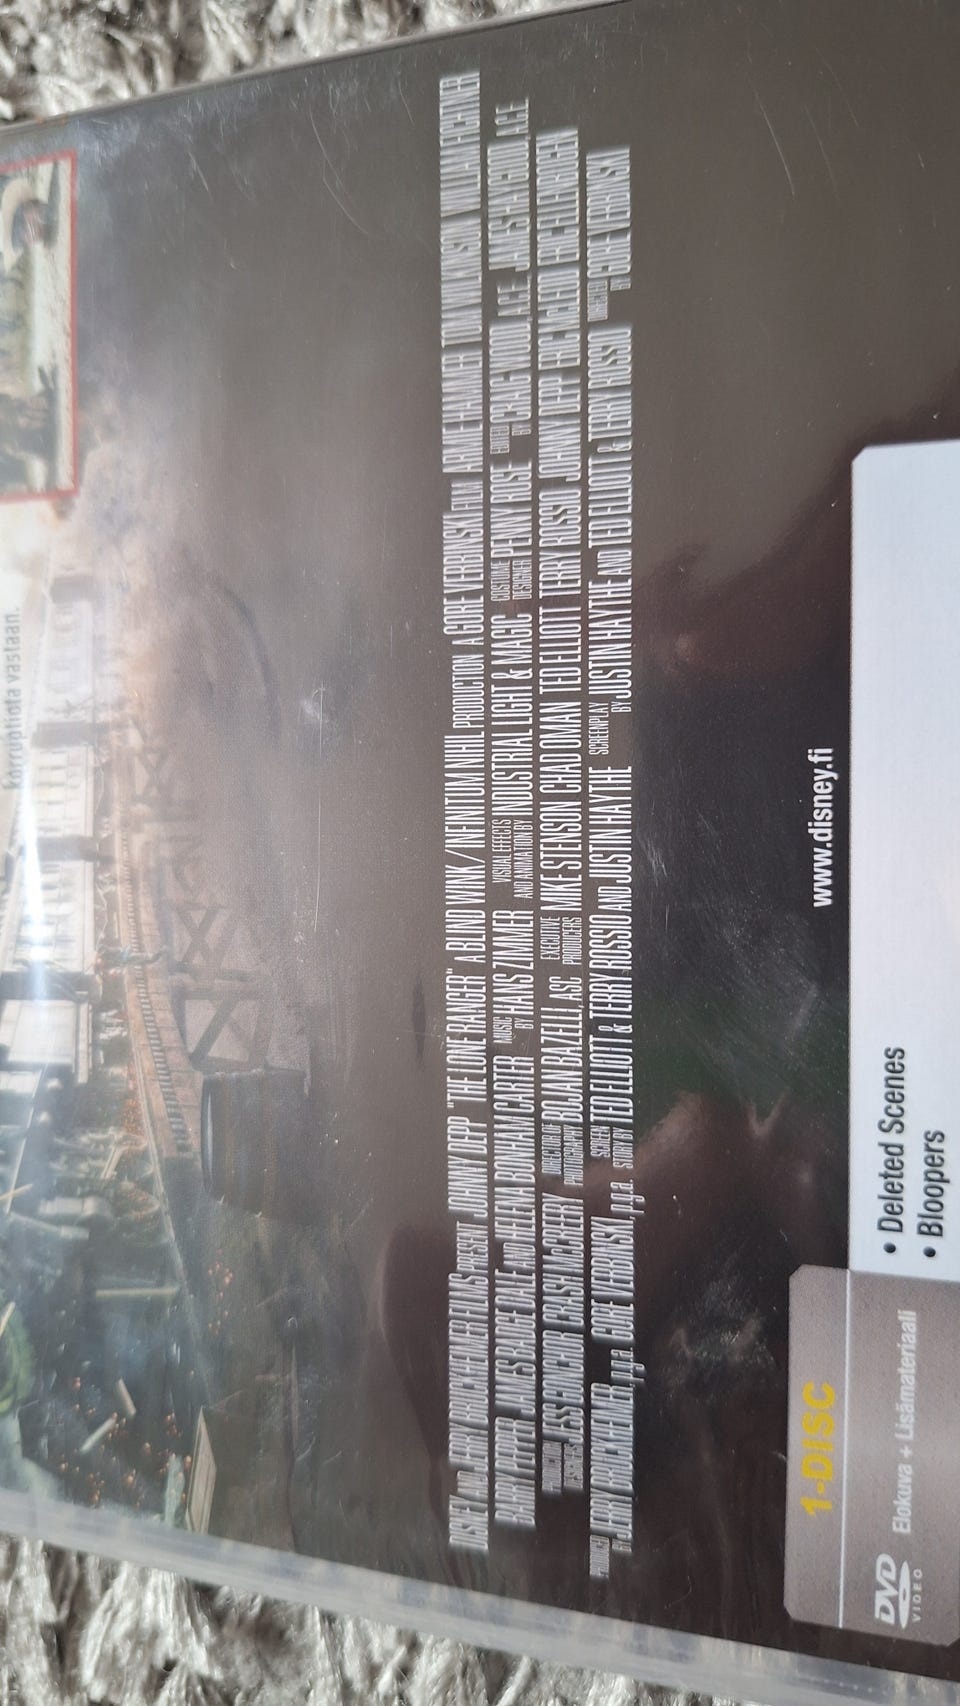 korruptiota vastaan.
DISNEY AND JERRY BRUCKHEIMER FILMS PRESENT JOHNNY DEPP "THE LONE RANGER" A BLIND WINK/INFINITUM NIHIL PRODUCTION A GORE VERBINSKI FILM ARMIE HAMMER TOM WILKINSON WILLIAM FICHTNER
BARRY PEPPER JAMES BADGE DALE AND HELENA BONHAM CARTER MUSIC BY HANS ZIMMER VISUAL EFFECTS AND ANIMATION BY INDUSTRIAL LIGHT & MAGIC COSTUME DESIGNER PENNY ROSE EDITED BY CRAIG WOOD, A.C.E. JAMES HAYGOOD, A.C.E.
PRODUCTION DESIGNERS JESS GONCHOR CRASH McCREERY DIRECTOR OF PHOTOGRAPHY BOJAN BAZELLI, ASC EXECUTIVE PRODUCERS MIKE STENSON CHAD OMAN TED ELLIOTT TERRY ROSSIO JOHNNY DEPP ERIC McLEOD ERIC ELLENBOGEN
PRODUCED BY JERRY BRUCKHEIMER, p.g.a. GORE VERBINSKI, p.g.a. SCREEN STORY BY TED ELLIOTT & TERRY ROSSIO AND JUSTIN HAYTHE SCREENPLAY BY JUSTIN HAYTHE AND TED ELLIOTT & TERRY ROSSIO DIRECTED BY GORE VERBINSKI
www.disney.fi
1-DISC
DVD VIDEO
Elokuva + Lisämateriaali
• Deleted Scenes
• Bloopers